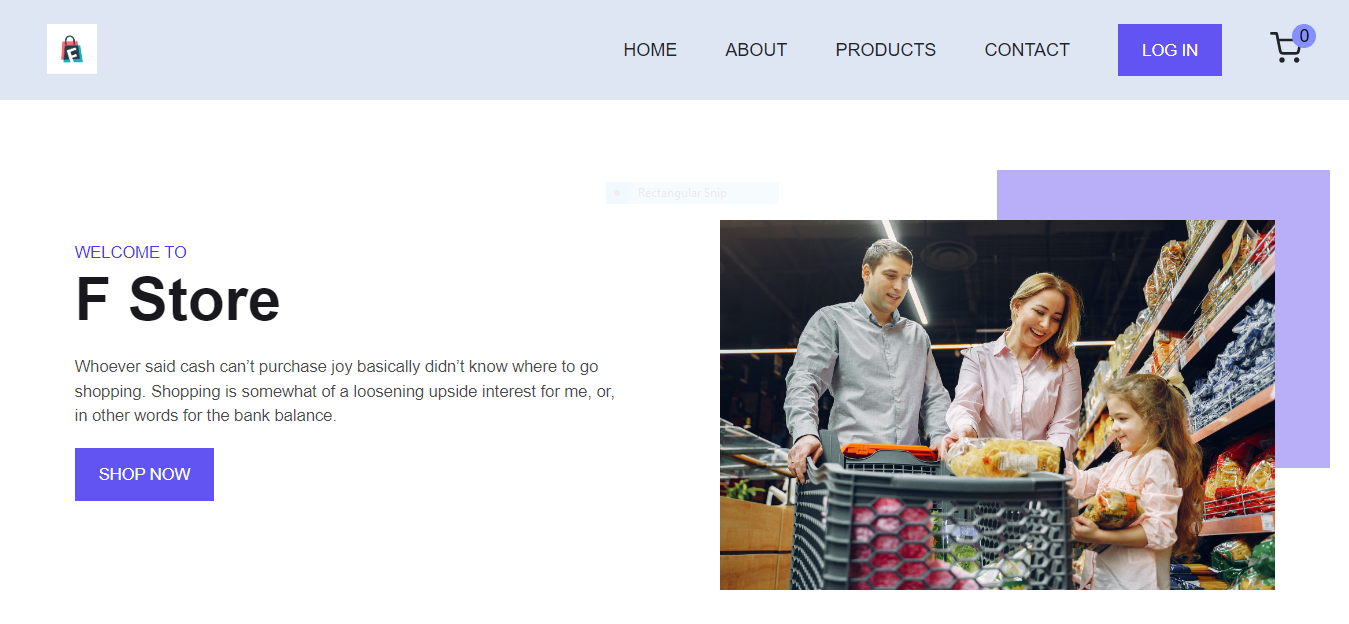 F
HOME ABOUT PRODUCTS CONTACT LOG IN 0
Rectangular Snip
WELCOME TO
F Store
Whoever said cash can’t purchase joy basically didn’t know where to go
shopping. Shopping is somewhat of a loosening upside interest for me, or,
in other words for the bank balance.
SHOP NOW